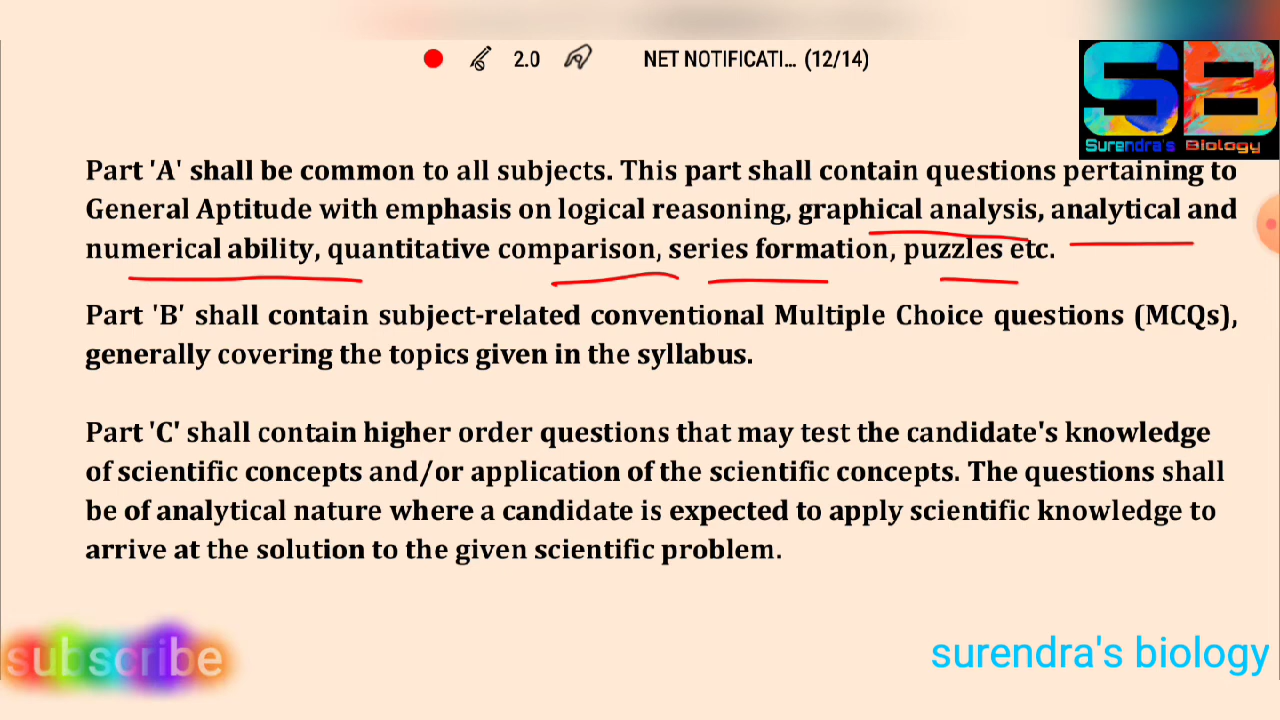 2.0 NET NOTIFICATI... (12/14)
SB
Surendra's Biology
Part 'A' shall be common to all subjects. This part shall contain questions pertaining to
General Aptitude with emphasis on logical reasoning, graphical analysis, analytical and
numerical ability, quantitative comparison, series formation, puzzles etc.
Part 'B' shall contain subject-related conventional Multiple Choice questions (MCQs),
generally covering the topics given in the syllabus.
Part 'C' shall contain higher order questions that may test the candidate's knowledge
of scientific concepts and/or application of the scientific concepts. The questions shall
be of analytical nature where a candidate is expected to apply scientific knowledge to
arrive at the solution to the given scientific problem.
subscribe
surendra's biology